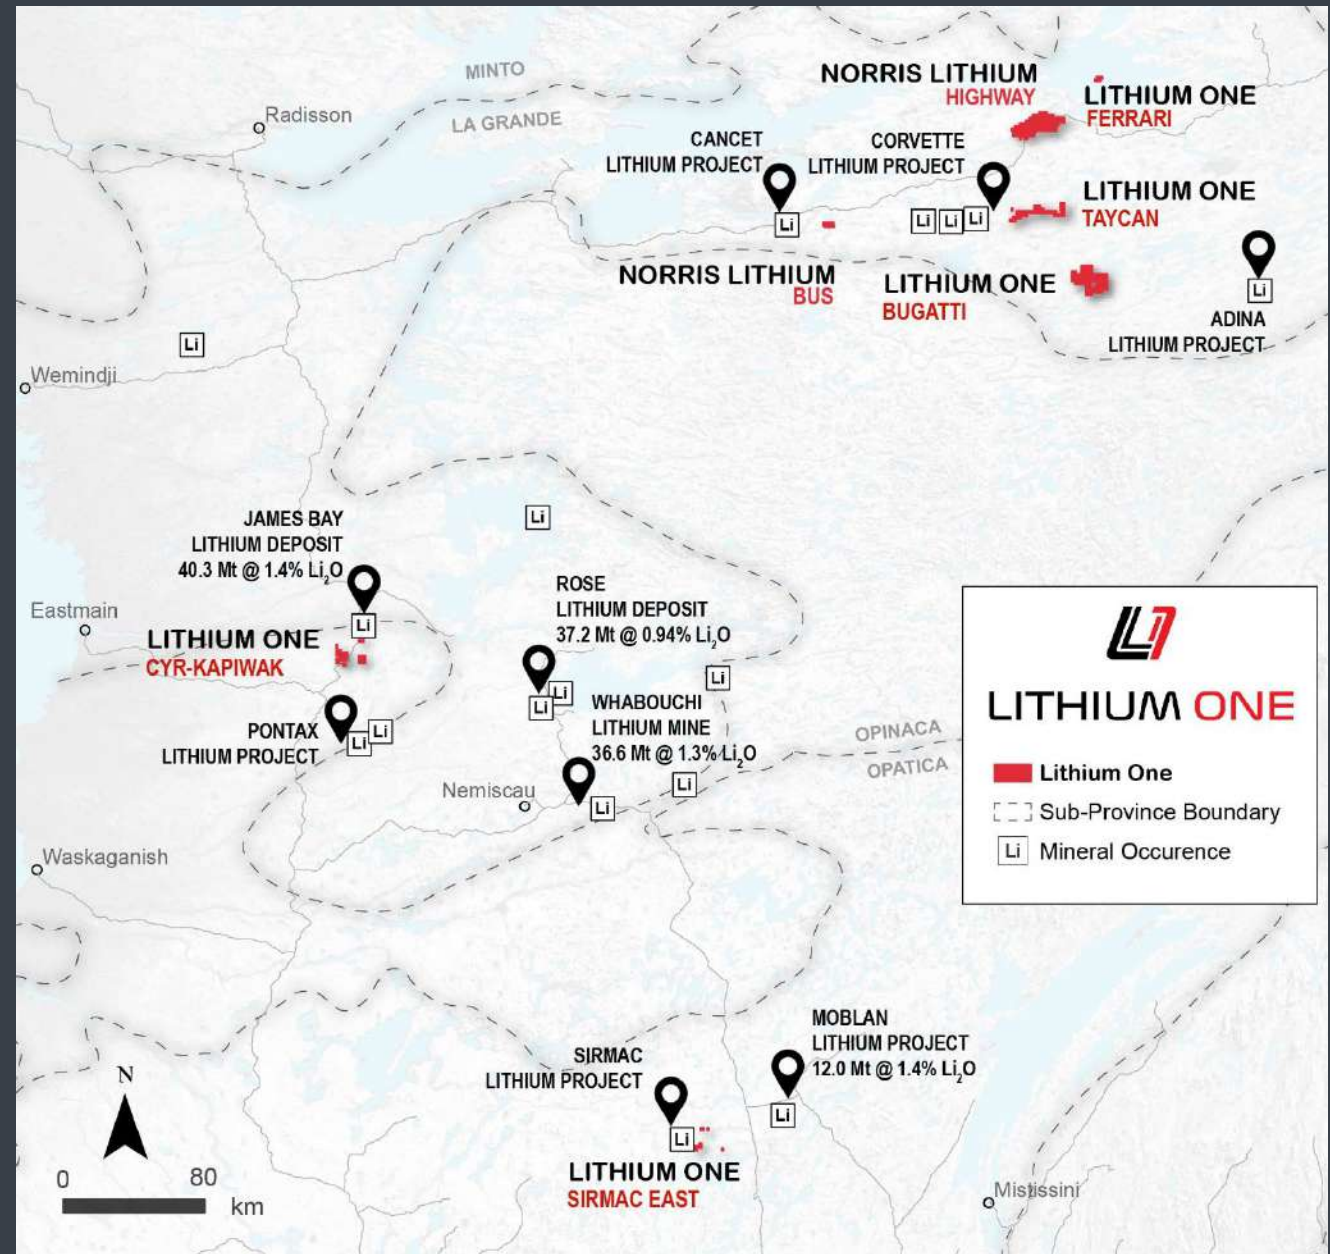 MINTO
LA GRANDE
Radisson
NORRIS LITHIUM
HIGHWAY
LITHIUM ONE
FERRARI
CANCET
LITHIUM PROJECT
CORVETTE
LITHIUM PROJECT
LITHIUM ONE
TAYCAN
Li
Li
Li
Li
NORRIS LITHIUM
BUS
LITHIUM ONE
BUGATTI
Li
ADINA
LITHIUM PROJECT
Li
Wemindji
JAMES BAY
LITHIUM DEPOSIT
40.3 Mt @ 1.4% Li₂O
Li
Li
Eastmain
LITHIUM ONE
CYR-KAPIWAK
ROSE
LITHIUM DEPOSIT
37.2 Mt @ 0.94% Li₂O
Li
Li
Li
WHABOUCHI
LITHIUM MINE
36.6 Mt @ 1.3% Li₂O
PONTAX
LITHIUM PROJECT
Li
Li
Nemiscau
Li
Li
OPINACA
OPATICA
Waskaganish
LITHIUM ONE
Lithium One
Sub-Province Boundary
Li
Mineral Occurence
MOBLAN
LITHIUM PROJECT
12.0 Mt @ 1.4% Li₂O
Li
SIRMAC
LITHIUM PROJECT
Li
LITHIUM ONE
SIRMAC EAST
Mistissini
N
0 80
km